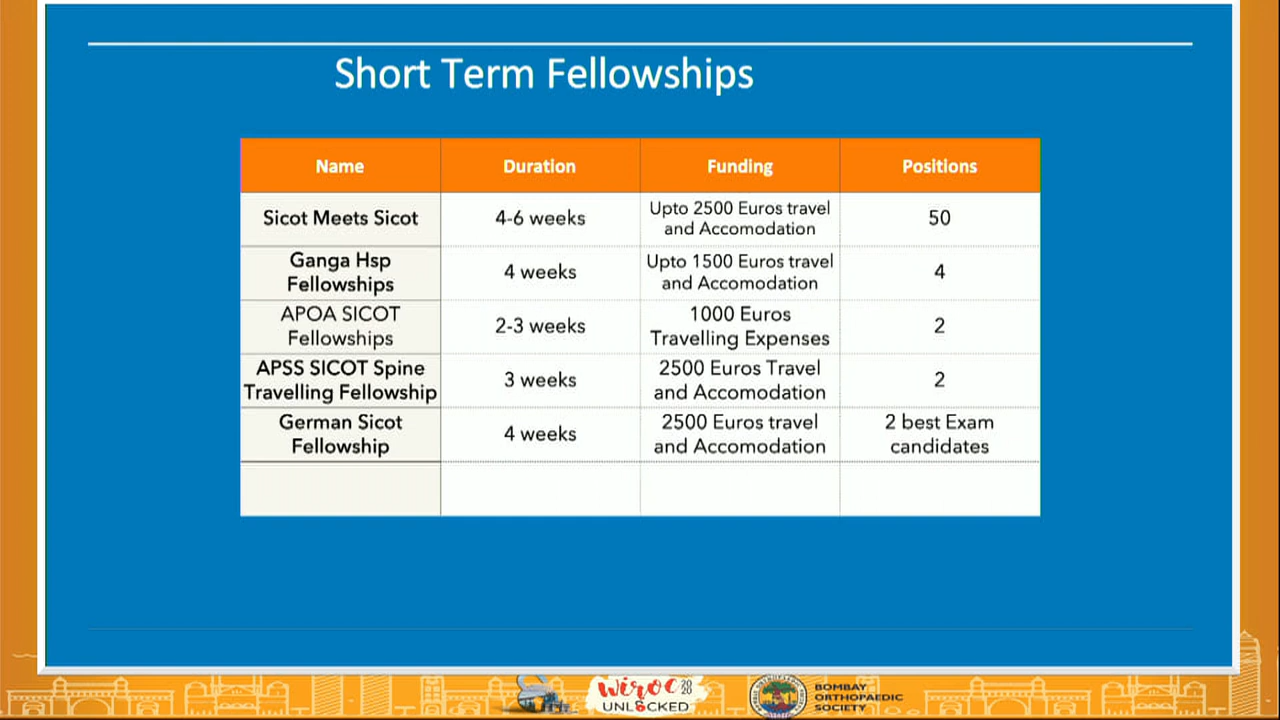 Short Term Fellowships
Name Duration Funding Positions
Sicot Meets Sicot 4-6 weeks Upto 2500 Euros travel and Accomodation 50
Ganga Hsp Fellowships 4 weeks Upto 1500 Euros travel and Accomodation 4
APOA SICOT Fellowships 2-3 weeks 1000 Euros Travelling Expenses 2
APSS SICOT Spine Travelling Fellowship 3 weeks 2500 Euros Travel and Accomodation 2
German Sicot Fellowship 4 weeks 2500 Euros travel and Accomodation 2 best Exam candidates
WiROC
UNLOCKED
BOMBAY
ORTHOPAEDIC
SOCIETY